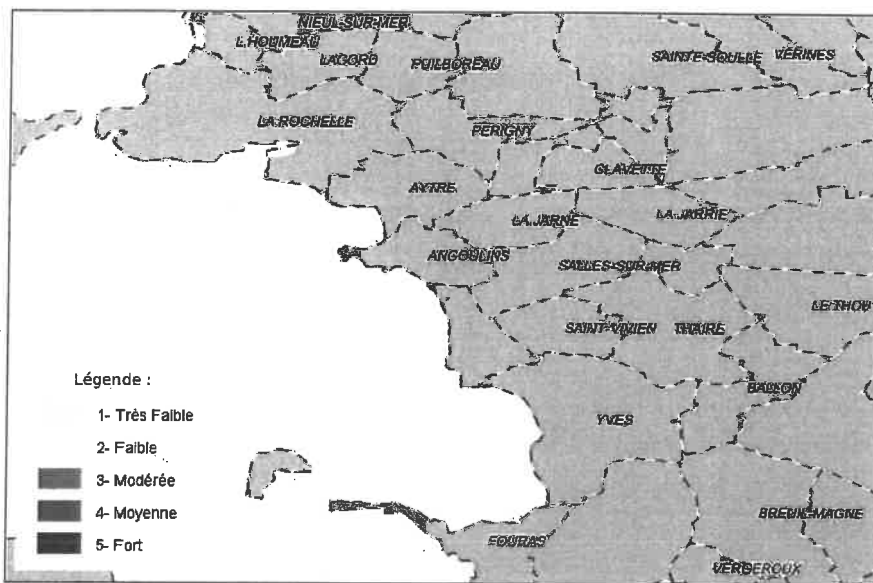 NIEUL-SUR-MER
L.HOUMEAU
LAGORD
PUILBOREAU
SAINTE-SOULLE
VERINES
LA ROCHELLE
PERIGNY
CLAVETTE
AYTRE
LA JARNE
LA JARRIE
ANGOULINS
SALLES-SUR-MER
LE THOU
SAINT-VIVIEN
THAIRE
BALLON
YVES
BREUIL-MAGNE
FOURAS
VERGEROUX
Légende :
1- Très Faible
2- Faible
3- Modérée
4- Moyenne
5- Fort